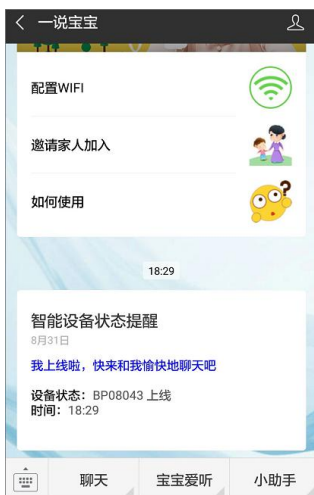 一说宝宝
配置WIFI
邀请家人加入
如何使用
18:29
智能设备状态提醒
8月31日
我上线啦，快来和我愉快地聊天吧
设备状态：BP08043 上线
时间：18:29
聊天
宝宝爱听
小助手